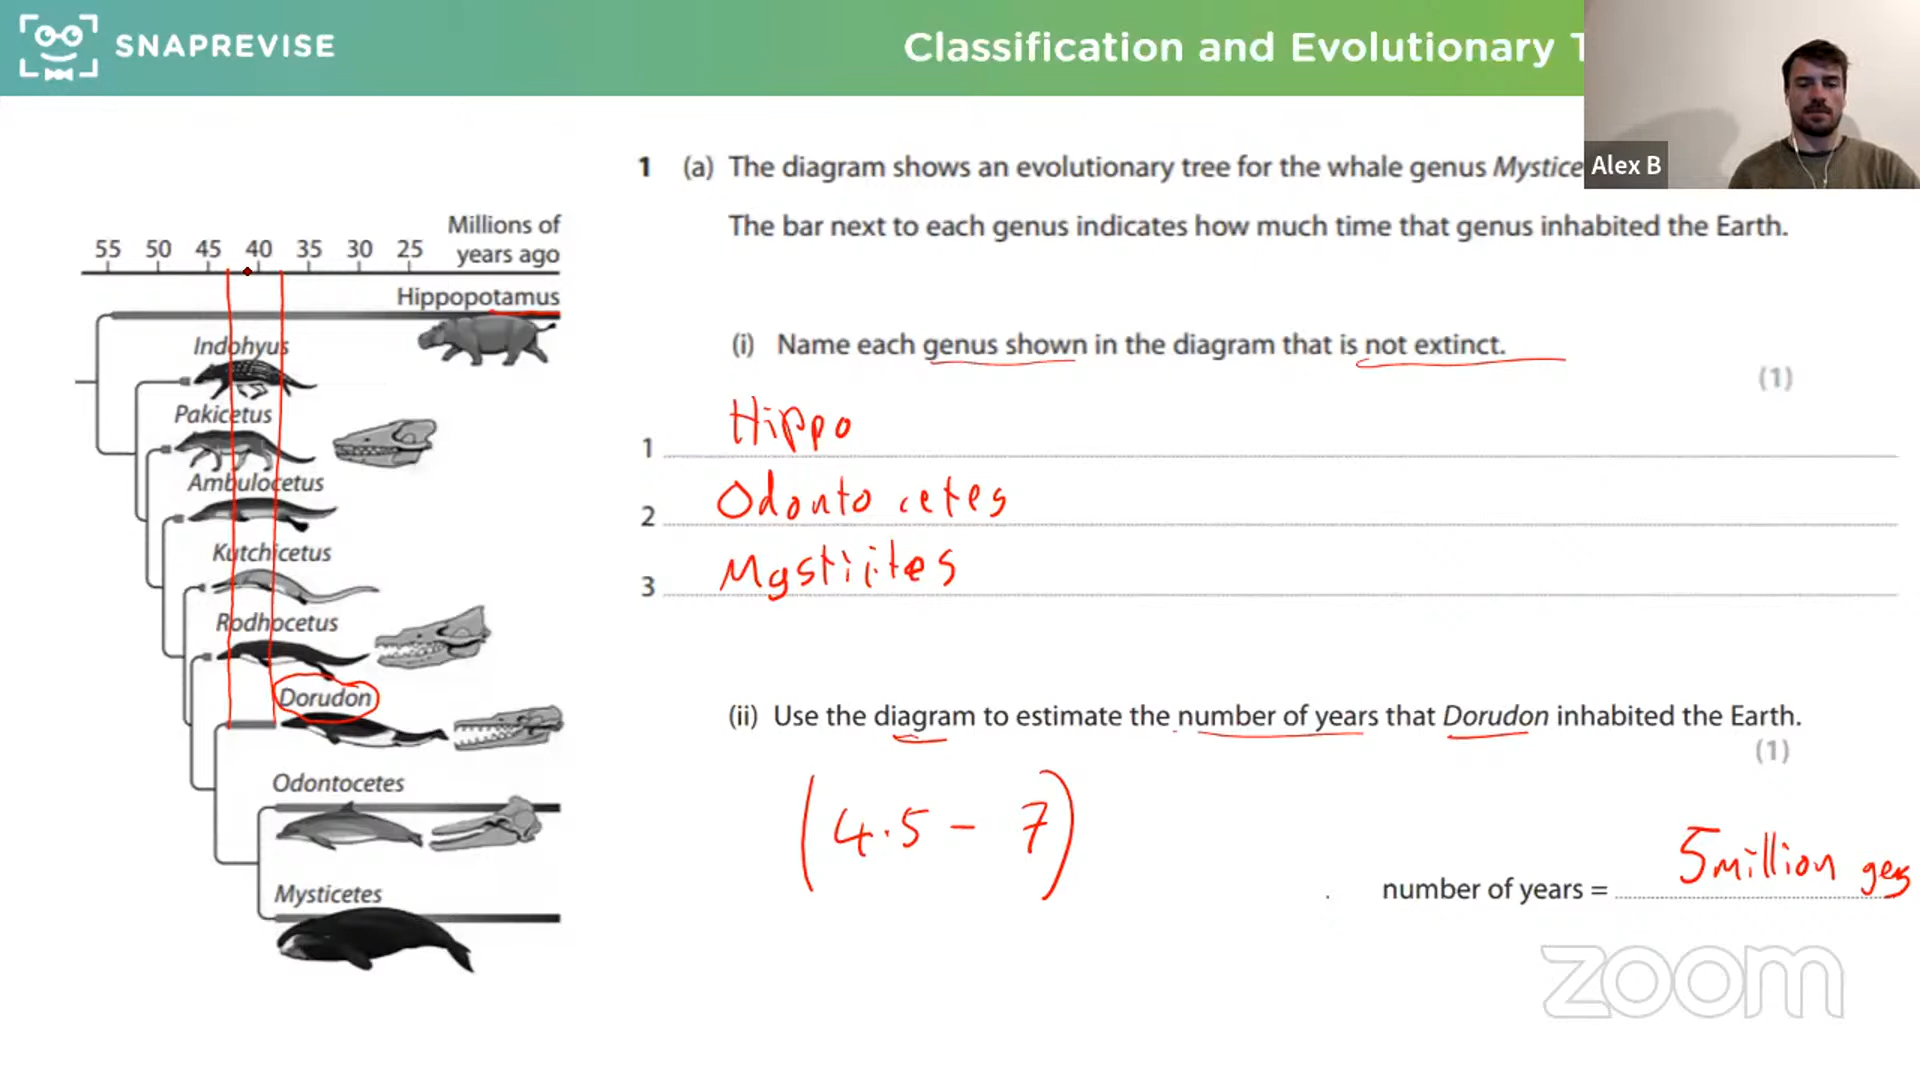 SNAPREVISE
Classification and Evolutionary T
Alex B
1 (a) The diagram shows an evolutionary tree for the whale genus Mystice
The bar next to each genus indicates how much time that genus inhabited the Earth.
Millions of
years ago
55 50 45 40 35 30 25
Hippopotamus
Indohyus
Pakicetus
Ambulocetus
Kutchicetus
Rodhocetus
Dorudon
Odontocetes
Mysticetes
(i) Name each genus shown in the diagram that is not extinct.
(1)
1 Hippo
2 Odontocetes
3 Mysticites
(ii) Use the diagram to estimate the number of years that Dorudon inhabited the Earth.
(1)
(4.5 - 7)
number of years = 5 million yes
zoom